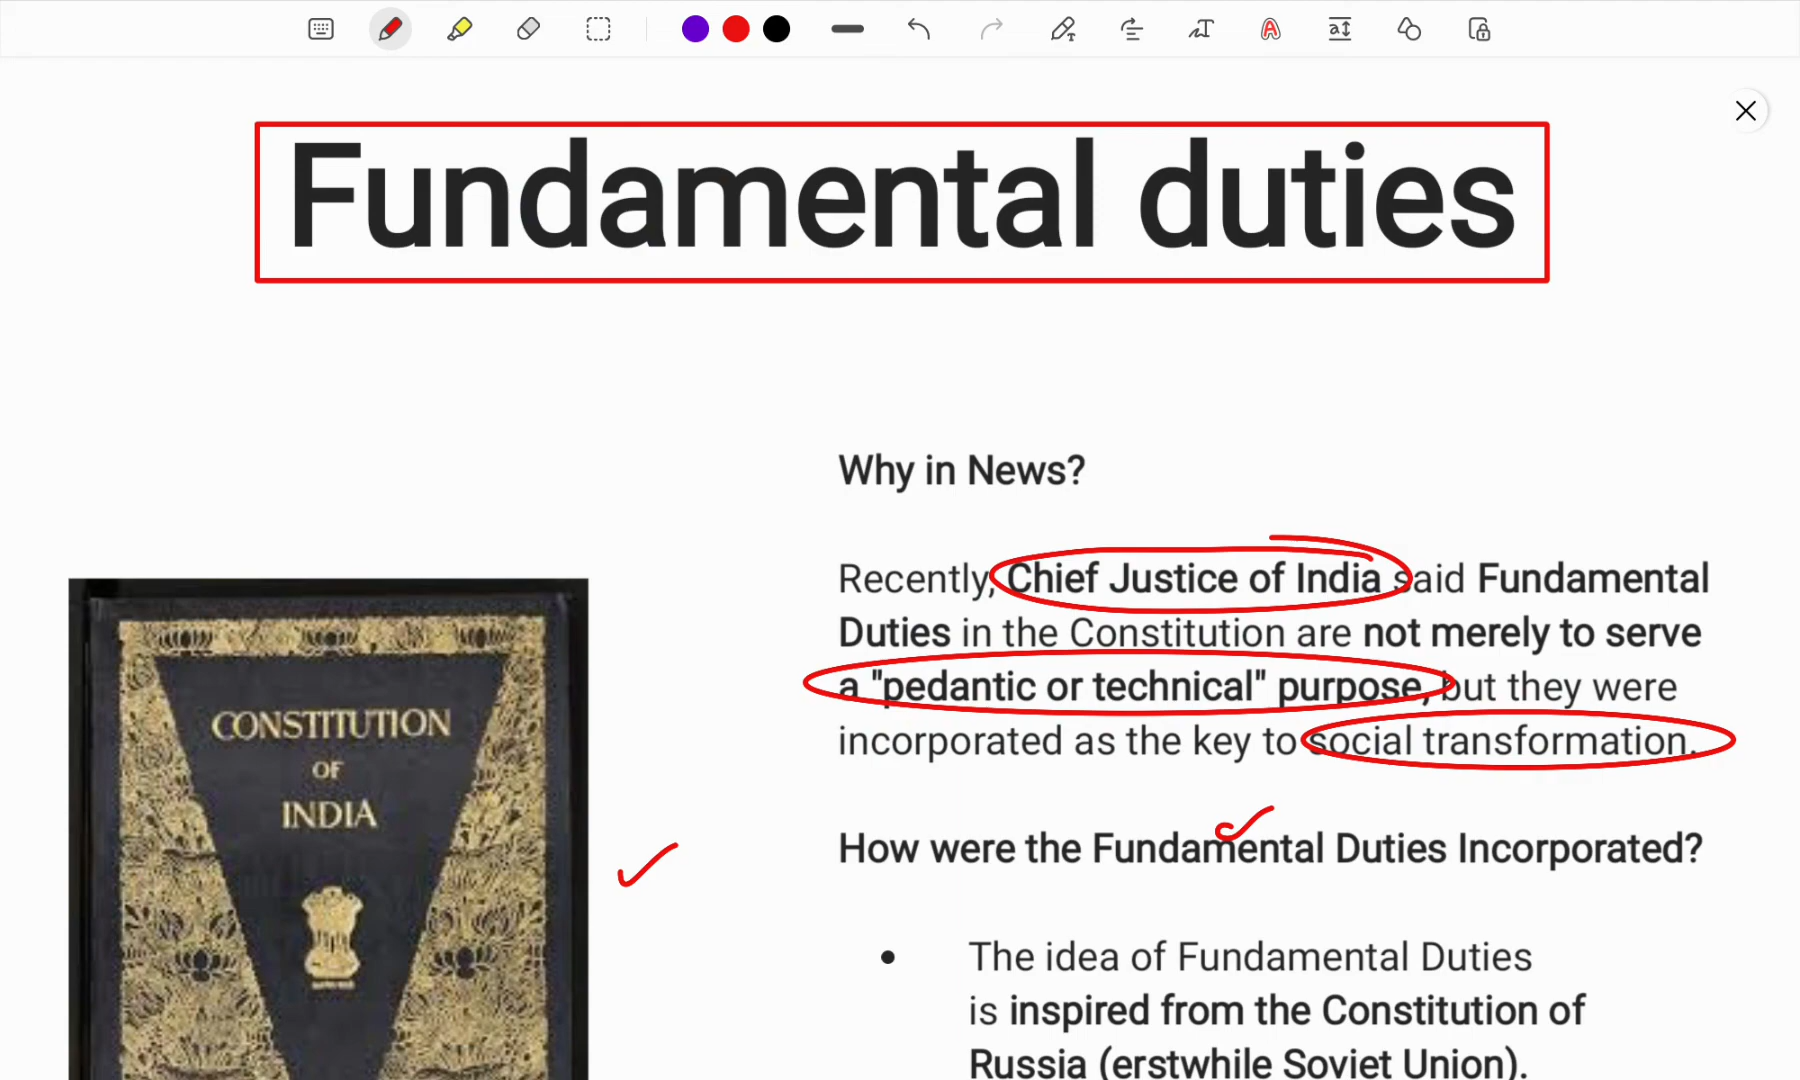 Fundamental duties
Why in News?
Recently, Chief Justice of India said Fundamental
Duties in the Constitution are not merely to serve
a "pedantic or technical" purpose, but they were
incorporated as the key to social transformation.
How were the Fundamental Duties Incorporated?
• The idea of Fundamental Duties
is inspired from the Constitution of
Russia (erstwhile Soviet Union).
CONSTITUTION
OF
INDIA